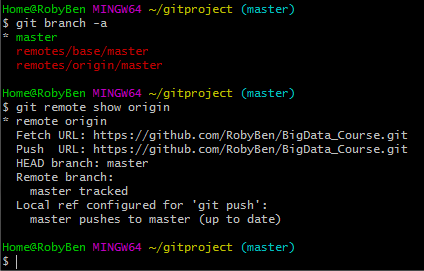 Home@RobyBen MINGW64 ~/gitproject (master)
$ git branch -a
* master
  remotes/base/master
  remotes/origin/master

Home@RobyBen MINGW64 ~/gitproject (master)
$ git remote show origin
* remote origin
  Fetch URL: https://github.com/RobyBen/BigData_Course.git
  Push  URL: https://github.com/RobyBen/BigData_Course.git
  HEAD branch: master
  Remote branch:
    master tracked
  Local ref configured for 'git push':
    master pushes to master (up to date)

Home@RobyBen MINGW64 ~/gitproject (master)
$